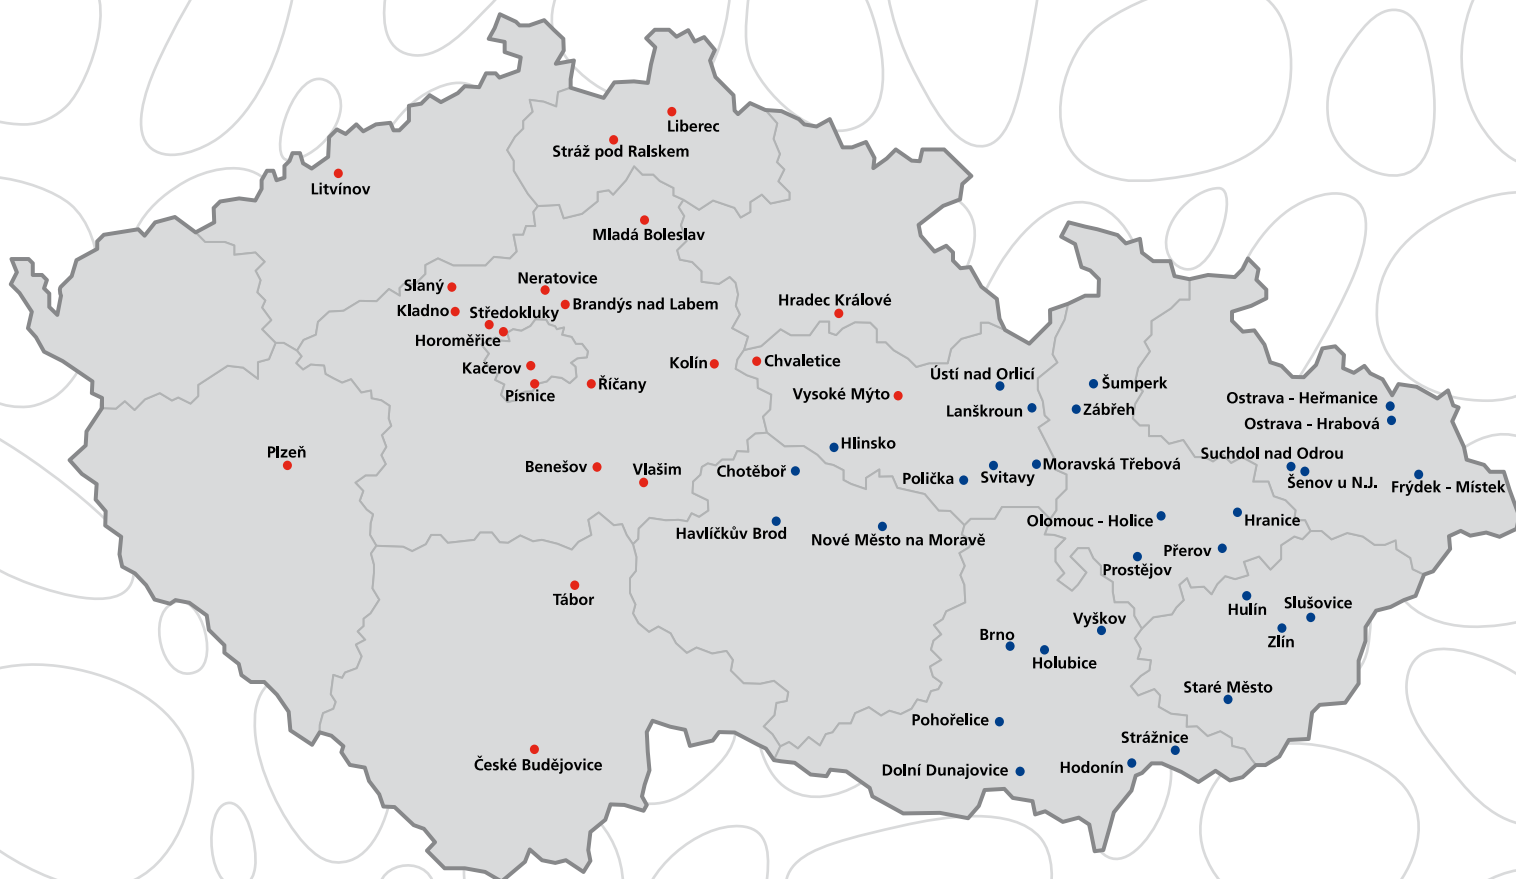 Liberec
Stráž pod Ralskem
Litvínov
Mladá Boleslav
Neratovice
Slaný
Brandýs nad Labem
Hradec Králové
Kladno
Středokluky
Horoměřice
Chvaletice
Kolín
Kačerov
Ústí nad Orlicí
Říčany
Šumperk
Písnice
Vysoké Mýto
Ostrava - Heřmanice
Lanškroun
Zábřeh
Ostrava - Hrabová
Hlinsko
Plzeň
Suchdol nad Odrou
Moravská Třebová
Benešov
Vlašim
Chotěboř
Svitavy
Polička
Šenov u N.J.
Frýdek - Místek
Olomouc - Holice
Hranice
Havlíčkův Brod
Nové Město na Moravě
Přerov
Prostějov
Tábor
Slušovice
Hulín
Vyškov
Brno
Zlín
Holubice
Staré Město
Pohořelice
Strážnice
České Budějovice
Hodonín
Dolní Dunajovice